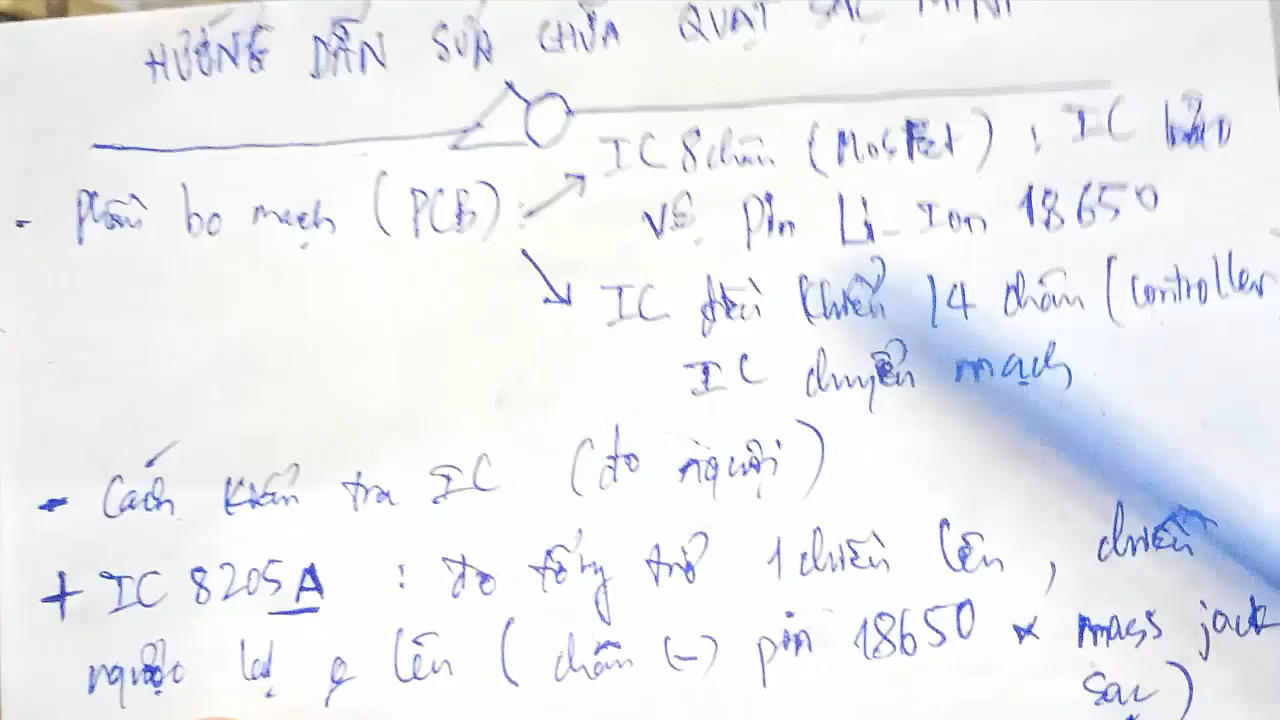 HƯỚNG DẪN SỬA CHỮA QUẠT SẠC MINI
IC 8 chân (MosFet) : IC bảo
- Phần bo mạch (PCB) :
vệ pin Li-Ion 18650
IC điều khiển 14 chân (Controller
IC chuyển mạch
- Cách kiểm tra IC (đo nguội)
+ IC 8205A : đo tổng trở 1 chiều lên, chiều
ngược lại ko lên (chân (-) pin 18650 x mass jack
sạc)